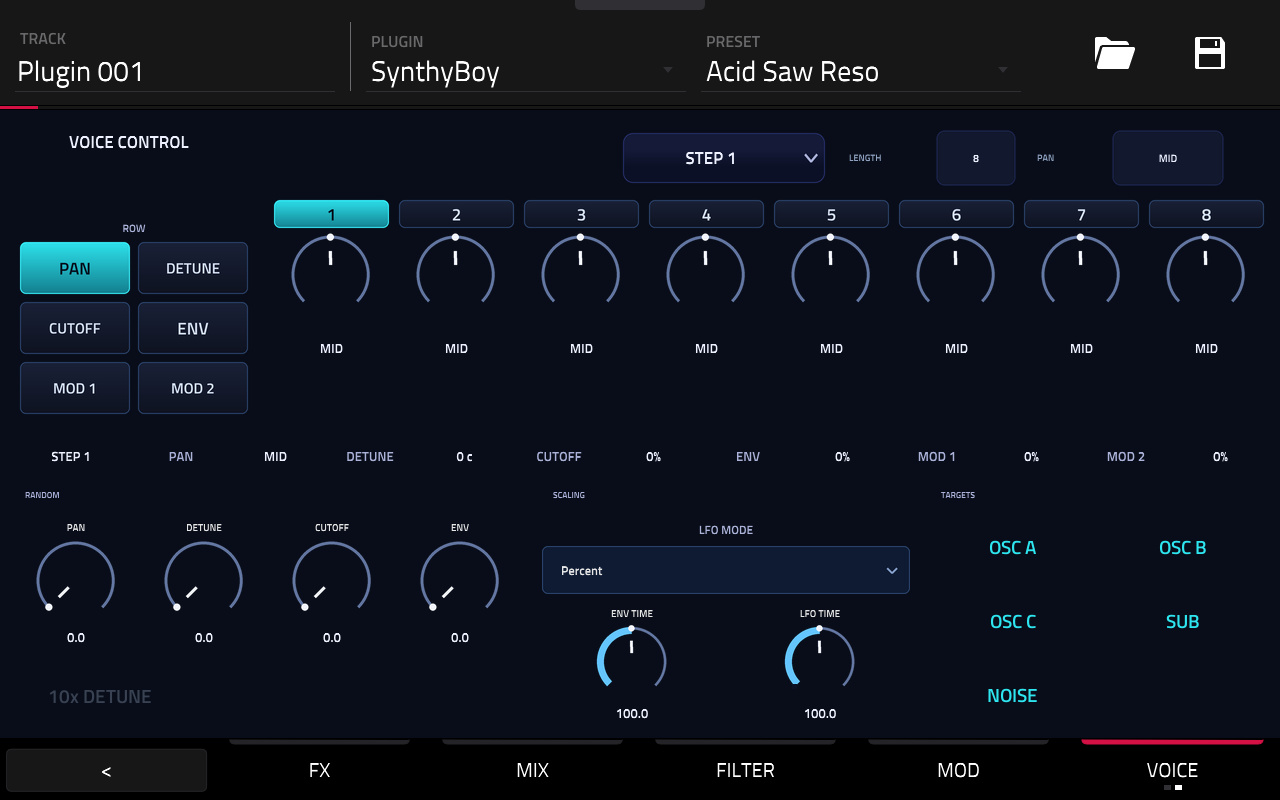 TRACK
Plugin 001
PLUGIN
SynthyBoy
PRESET
Acid Saw Reso
VOICE CONTROL
STEP 1
LENGTH
8
PAN
MID
ROW
1 2 3 4 5 6 7 8
PAN DETUNE
CUTOFF ENV
MOD 1 MOD 2
MID MID MID MID MID MID MID MID
STEP 1 PAN MID DETUNE 0 c CUTOFF 0% ENV 0% MOD 1 0% MOD 2 0%
RANDOM
PAN DETUNE CUTOFF ENV
0.0 0.0 0.0 0.0
10x DETUNE
SCALING
LFO MODE
Percent
ENV TIME LFO TIME
100.0 100.0
TARGETS
OSC A OSC B
OSC C SUB
NOISE
< FX MIX FILTER MOD VOICE